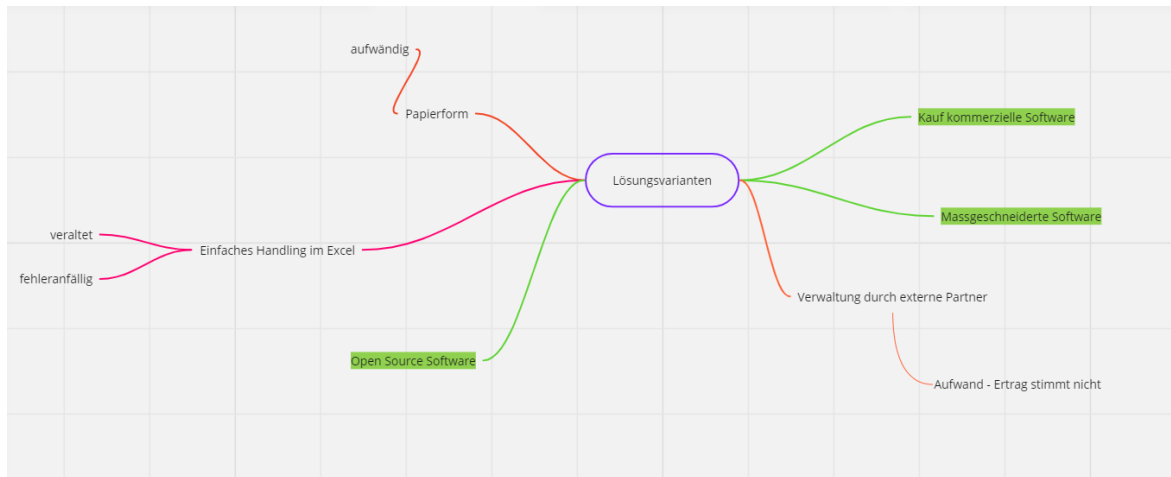 aufwändig
Papierform
Kauf kommerzielle Software
Lösungsvarianten
Massgeschneiderte Software
veraltet
Einfaches Handling im Excel
fehleranfällig
Verwaltung durch externe Partner
Open Source Software
Aufwand - Ertrag stimmt nicht